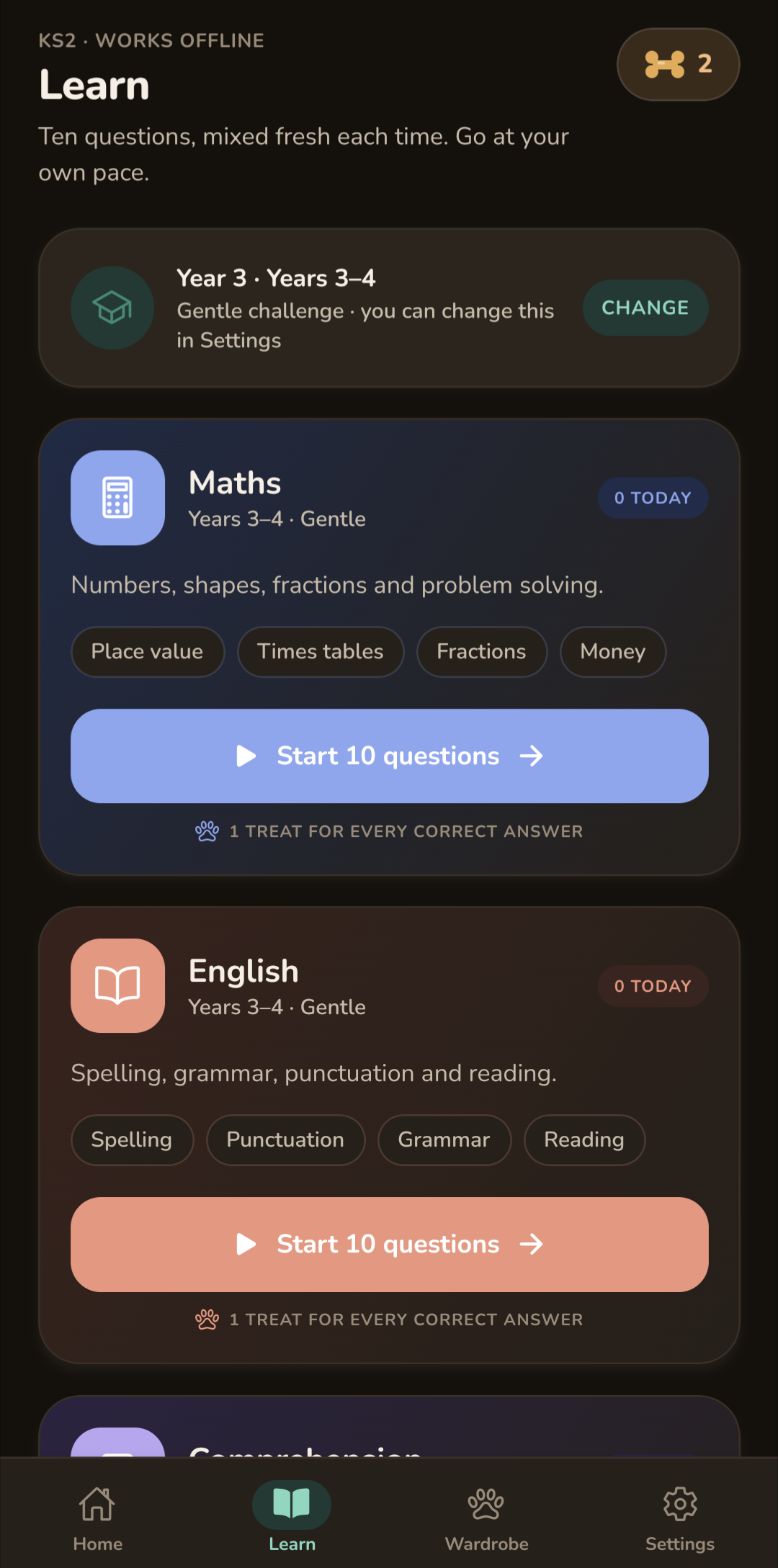 KS2 · WORKS OFFLINE
Learn
2
Ten questions, mixed fresh each time. Go at your
own pace.
Year 3 · Years 3–4
Gentle challenge · you can change this
in Settings
CHANGE
Maths
Years 3–4 · Gentle
0 TODAY
Numbers, shapes, fractions and problem solving.
Place value
Times tables
Fractions
Money
Start 10 questions
1 TREAT FOR EVERY CORRECT ANSWER
English
Years 3–4 · Gentle
0 TODAY
Spelling, grammar, punctuation and reading.
Spelling
Punctuation
Grammar
Reading
Start 10 questions
1 TREAT FOR EVERY CORRECT ANSWER
Comprehension
Home
Learn
Wardrobe
Settings